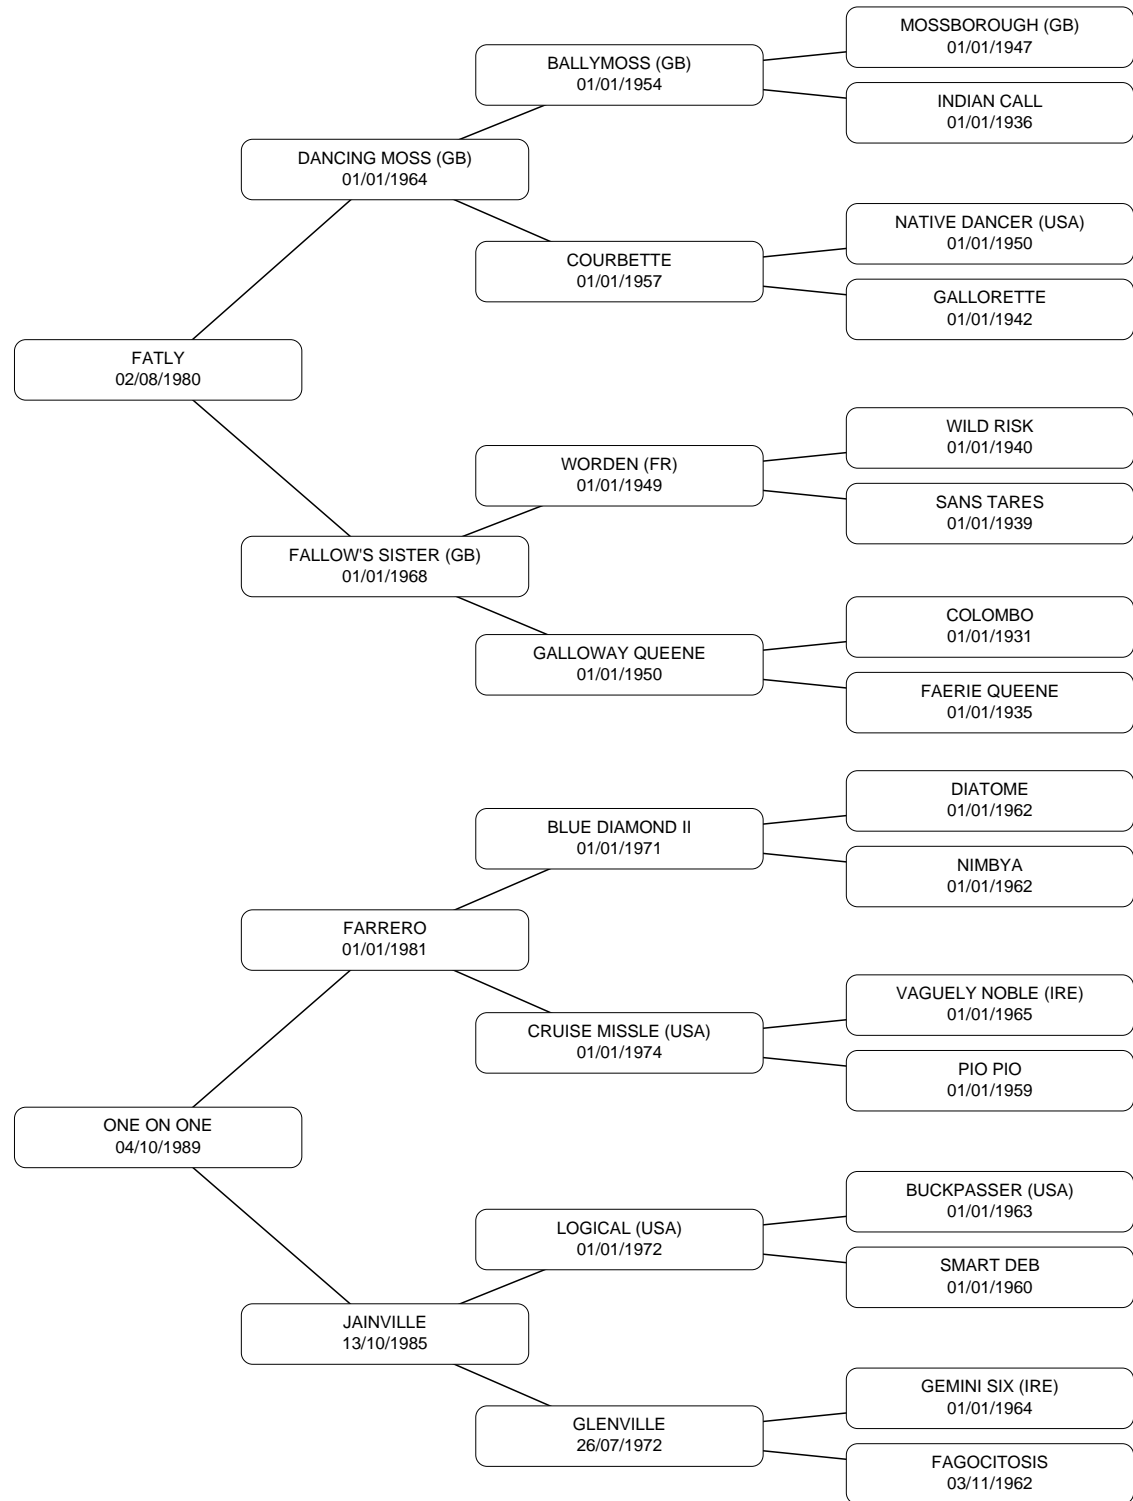 MOSSBOROUGH (GB)
01/01/1947
BALLYMOSS (GB)
01/01/1954
INDIAN CALL
01/01/1936
DANCING MOSS (GB)
01/01/1964
NATIVE DANCER (USA)
01/01/1950
COURBETTE
01/01/1957
GALLORETTE
01/01/1942
FATLY
02/08/1980
WILD RISK
01/01/1940
WORDEN (FR)
01/01/1949
SANS TARES
01/01/1939
FALLOW'S SISTER (GB)
01/01/1968
COLOMBO
01/01/1931
GALLOWAY QUEENE
01/01/1950
FAERIE QUEENE
01/01/1935
DIATOME
01/01/1962
BLUE DIAMOND II
01/01/1971
NIMBYA
01/01/1962
FARRERO
01/01/1981
VAGUELY NOBLE (IRE)
01/01/1965
CRUISE MISSLE (USA)
01/01/1974
PIO PIO
01/01/1959
ONE ON ONE
04/10/1989
BUCKPASSER (USA)
01/01/1963
LOGICAL (USA)
01/01/1972
SMART DEB
01/01/1960
JAINVILLE
13/10/1985
GEMINI SIX (IRE)
01/01/1964
GLENVILLE
26/07/1972
FAGOCITOSIS
03/11/1962